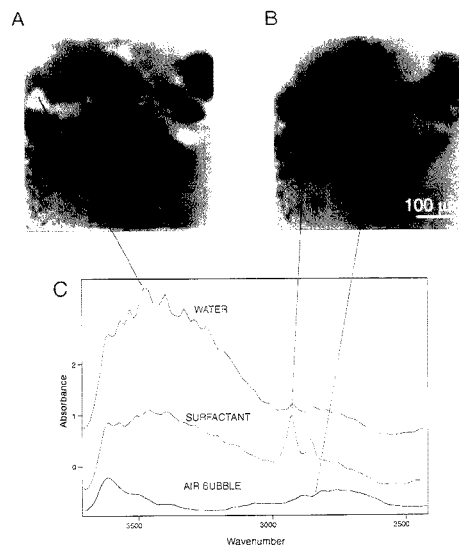 A
B
100 µ
C
WATER
2
Absorbance
1
SURFACTANT
0
AIR BUBBLE
3500 3000 2500
Wavenumber